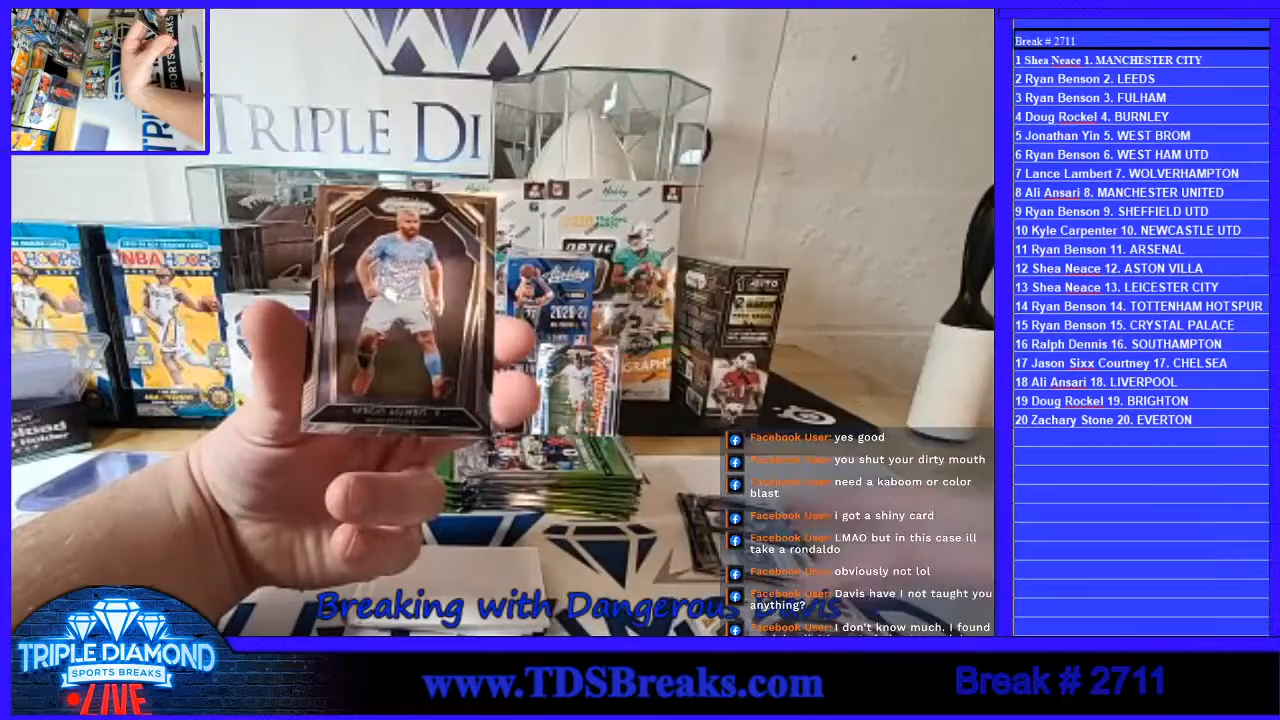 TRIPLE DI
NBA HOOPS
NBA HOOPS
OPTIC
2020-21
AUTO
SERGIO AGUERO
Facebook User: yes good
Facebook User: you shut your dirty mouth
Facebook User: need a kaboom or color
blast
Facebook User: i got a shiny card
Facebook User: LMAO but in this case ill
take a rondaldo
Facebook User: obviously not lol
Facebook User: Davis have I not taught you
anything?
Facebook User: I don't know much. I found
Breaking with Dangerous Davis
TRIPLE DIAMOND
SPORTS BREAKS
LIVE
www.TDSBreaks.com
Break # 2711
Break # 2711
1 Shea Neace 1. MANCHESTER CITY
2 Ryan Benson 2. LEEDS
3 Ryan Benson 3. FULHAM
4 Doug Rockel 4. BURNLEY
5 Jonathan Yin 5. WEST BROM
6 Ryan Benson 6. WEST HAM UTD
7 Lance Lambert 7. WOLVERHAMPTON
8 Ali Ansari 8. MANCHESTER UNITED
9 Ryan Benson 9. SHEFFIELD UTD
10 Kyle Carpenter 10. NEWCASTLE UTD
11 Ryan Benson 11. ARSENAL
12 Shea Neace 12. ASTON VILLA
13 Shea Neace 13. LEICESTER CITY
14 Ryan Benson 14. TOTTENHAM HOTSPUR
15 Ryan Benson 15. CRYSTAL PALACE
16 Ralph Dennis 16. SOUTHAMPTON
17 Jason Sixx Courtney 17. CHELSEA
18 Ali Ansari 18. LIVERPOOL
19 Doug Rockel 19. BRIGHTON
20 Zachary Stone 20. EVERTON